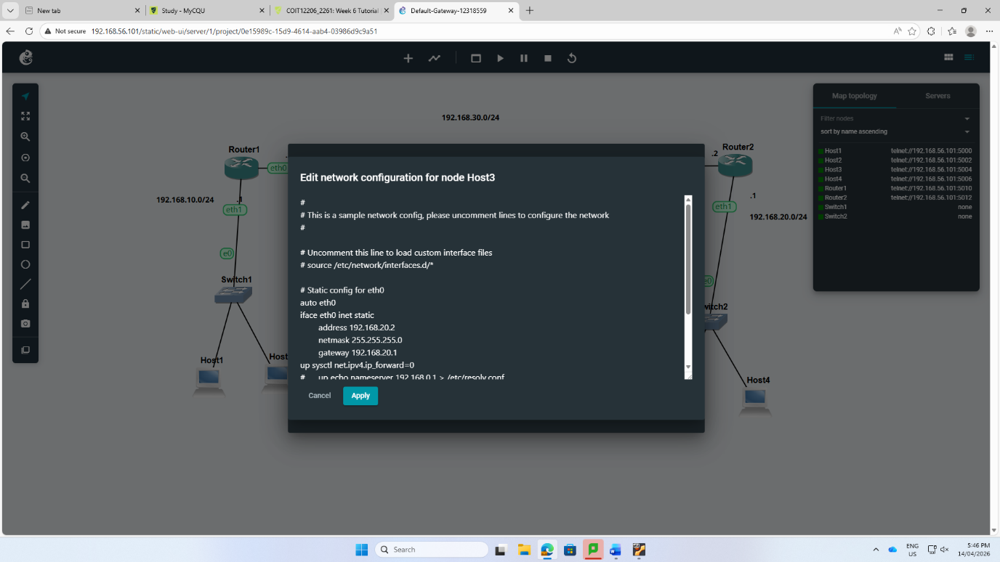 New tab
Study - MyCQU
COIT12206_2261: Week 6 Tutorial
Default-Gateway-12318559
Not secure
192.168.56.101/static/web-ui/server/1/project/0e15989c-15d9-4614-aab4-03986d9c9a51
Map topology
Servers
Filter nodes
sort by name ascending
Host1 telnet://192.168.56.101:5000
Host2 telnet://192.168.56.101:5002
Host3 telnet://192.168.56.101:5004
Host4 telnet://192.168.56.101:5006
Router1 telnet://192.168.56.101:5010
Router2 telnet://192.168.56.101:5012
Switch1 none
Switch2 none
192.168.30.0/24
Router1
eth0
192.168.10.0/24
.1
eth1
e0
Switch1
Host1
Host
Edit network configuration for node Host3
#
# This is a sample network config, please uncomment lines to configure the network
#
# Uncomment this line to load custom interface files
# source /etc/network/interfaces.d/*
# Static config for eth0
auto eth0
iface eth0 inet static
address 192.168.20.2
netmask 255.255.255.0
gateway 192.168.20.1
up sysctl net.ipv4.ip_forward=0
# up echo nameserver 192.168.0.1 > /etc/resolv.conf
Cancel
Apply
Router2
.2
.1
eth1
192.168.20.0/24
e0
witch2
Host4
Search
ENG
US
5:46 PM
14/04/2026